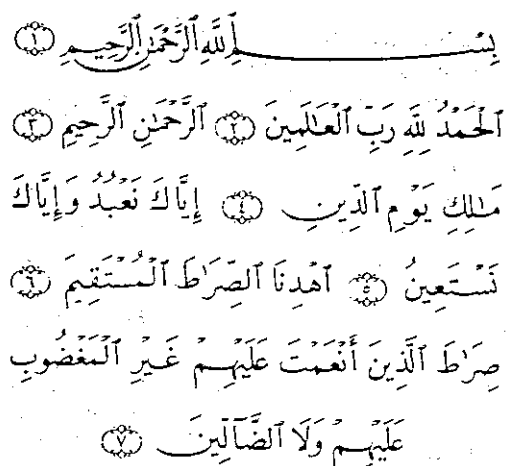 بِسْمِ ٱللَّهِ ٱلرَّحْمَٰنِ ٱلرَّحِيمِ ١
ٱلْحَمْدُ لِلَّهِ رَبِّ ٱلْعَٰلَمِينَ ٢ ٱلرَّحْمَٰنِ ٱلرَّحِيمِ ٣
مَٰلِكِ يَوْمِ ٱلدِّينِ ٤ إِيَّاكَ نَعْبُدُ وَإِيَّاكَ
نَسْتَعِينُ ٥ ٱهْدِنَا ٱلصِّرَٰطَ ٱلْمُسْتَقِيمَ ٦
صِرَٰطَ ٱلَّذِينَ أَنْعَمْتَ عَلَيْهِمْ غَيْرِ ٱلْمَغْضُوبِ
عَلَيْهِمْ وَلَا ٱلضَّآلِّينَ ٧